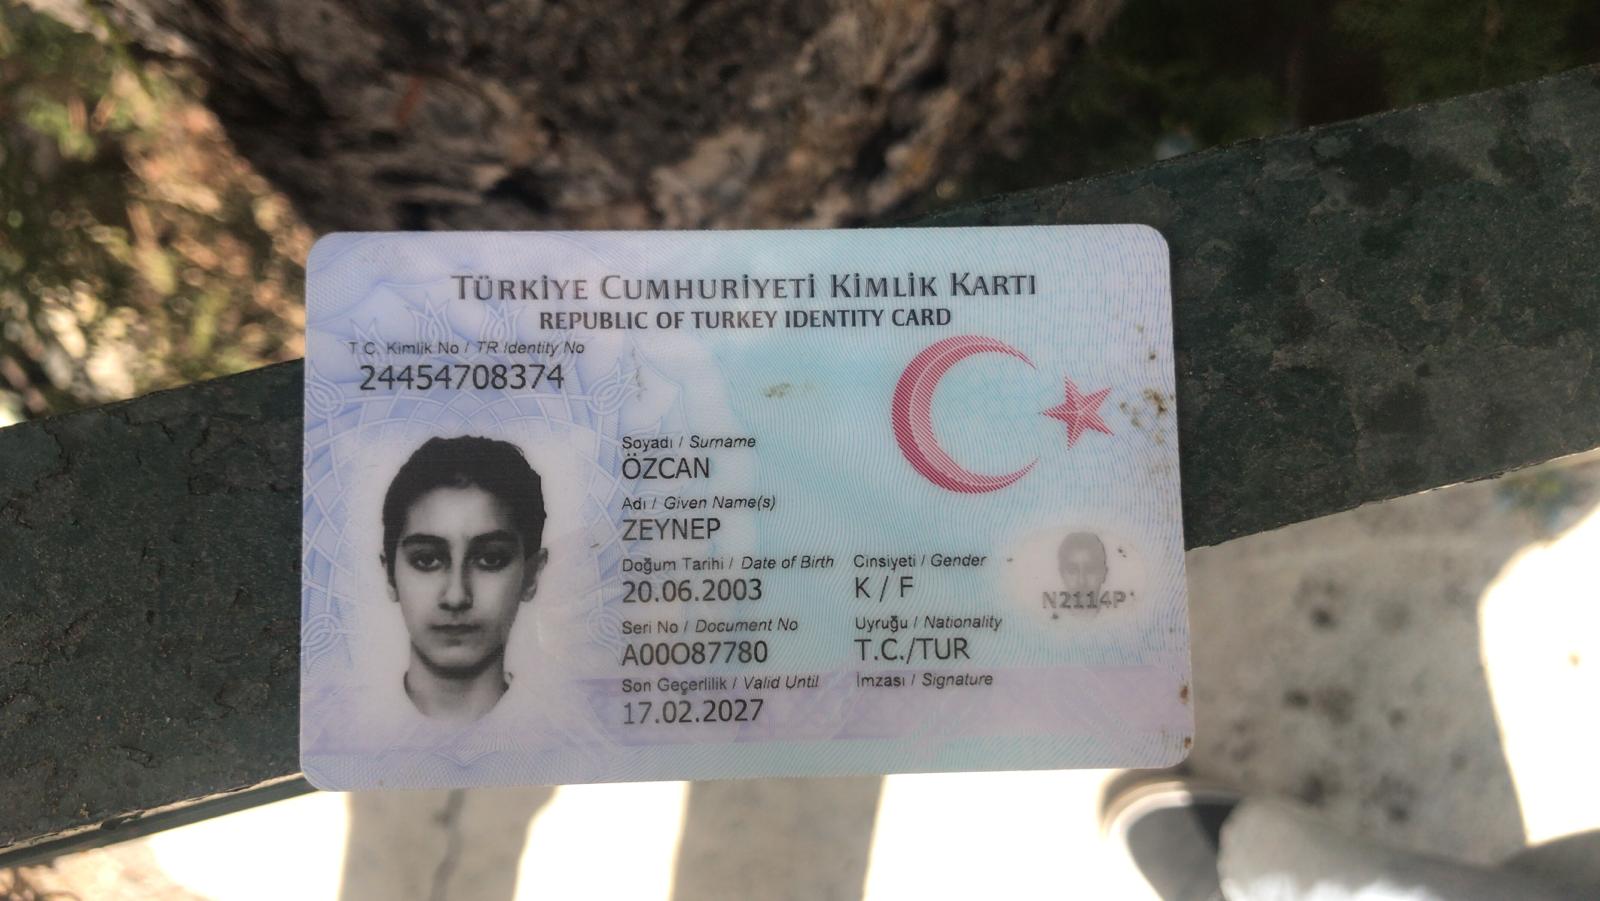 TÜRKİYE CUMHURİYETİ KİMLİK KARTI
REPUBLIC OF TURKEY IDENTITY CARD
T.C. Kimlik No / TR Identity No
24454708374
Soyadı / Surname
ÖZCAN
Adı / Given Name(s)
ZEYNEP
Doğum Tarihi / Date of Birth Cinsiyeti / Gender
20.06.2003 K / F
N2114P
Seri No / Document No Uyruğu / Nationality
A00O87780 T.C./TUR
Son Geçerlilik / Valid Until İmzası / Signature
17.02.2027